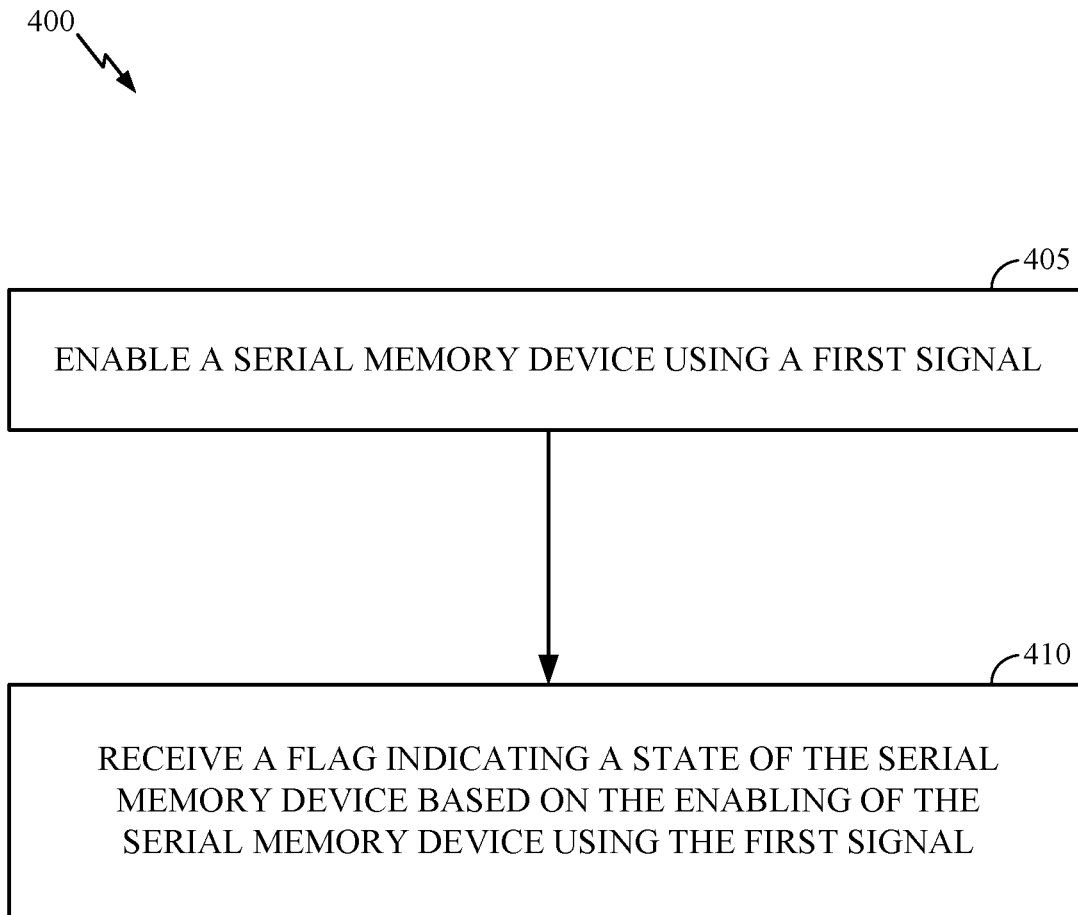 400
405
ENABLE A SERIAL MEMORY DEVICE USING A FIRST SIGNAL
410
RECEIVE A FLAG INDICATING A STATE OF THE SERIAL
MEMORY DEVICE BASED ON THE ENABLING OF THE
SERIAL MEMORY DEVICE USING THE FIRST SIGNAL